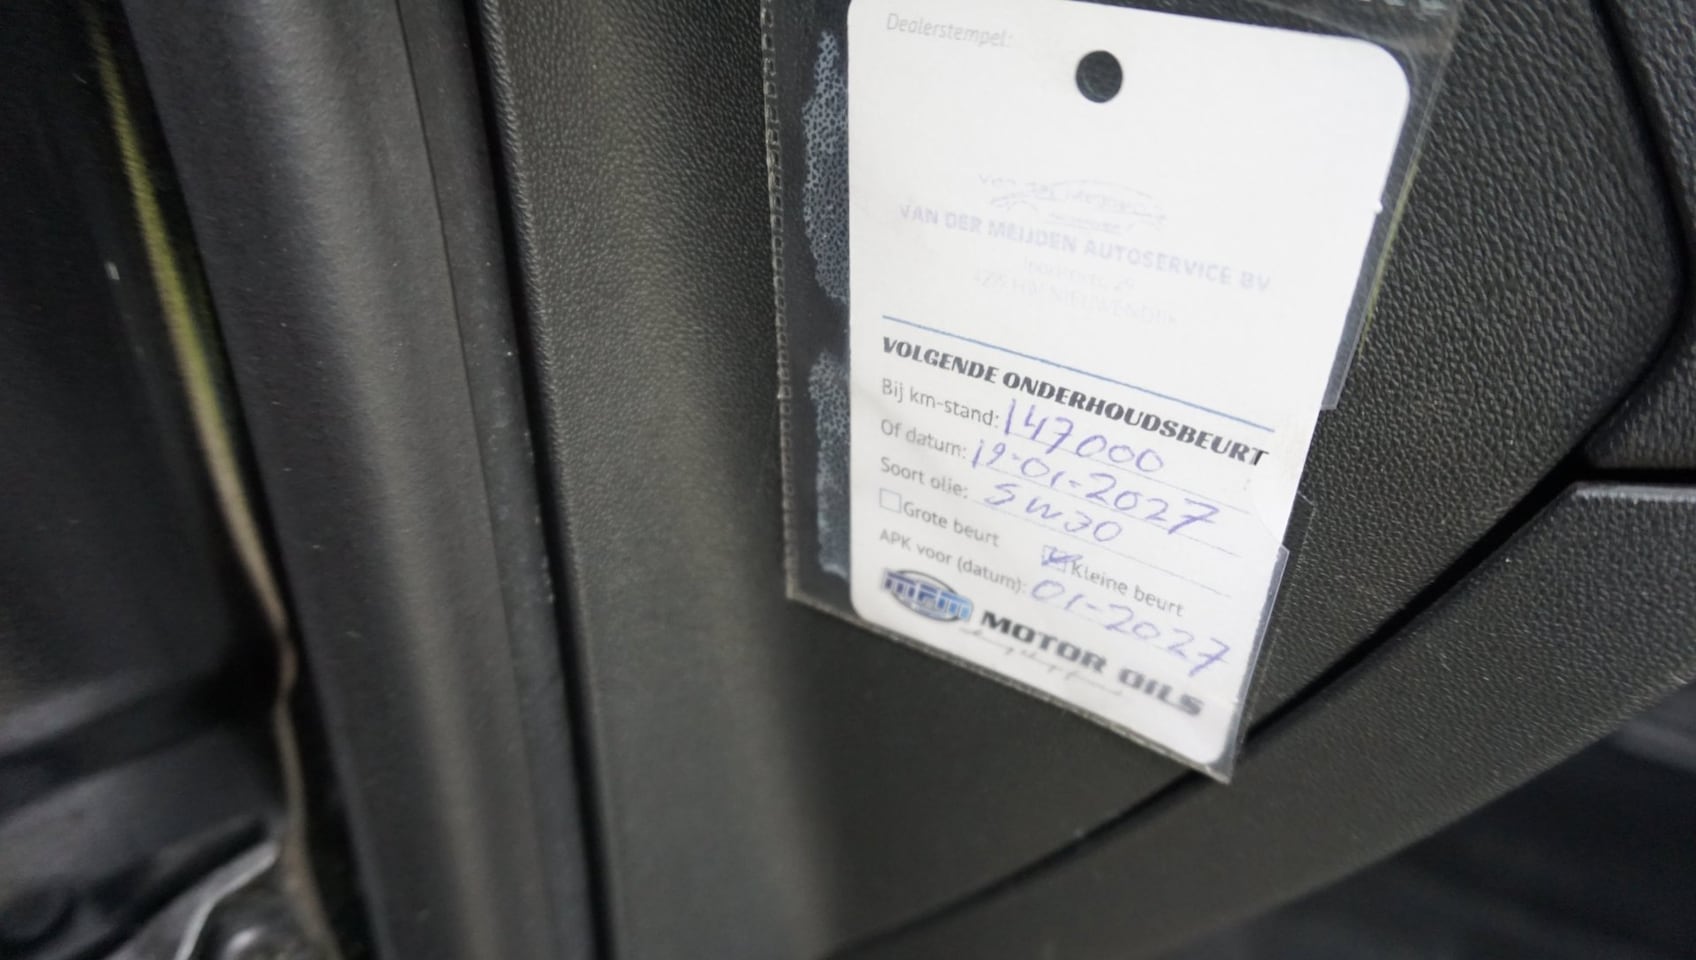 Dealerstempel:
VAN DER MEIJDEN AUTOSERVICE BV
VOLGENDE ONDERHOUDSBEURT
Bij km-stand: 147000
Of datum: 19-01-2027
Soort olie: 5W30
Grote beurt Kleine beurt
APK voor (datum): 01-2027
MPM MOTOR OILS